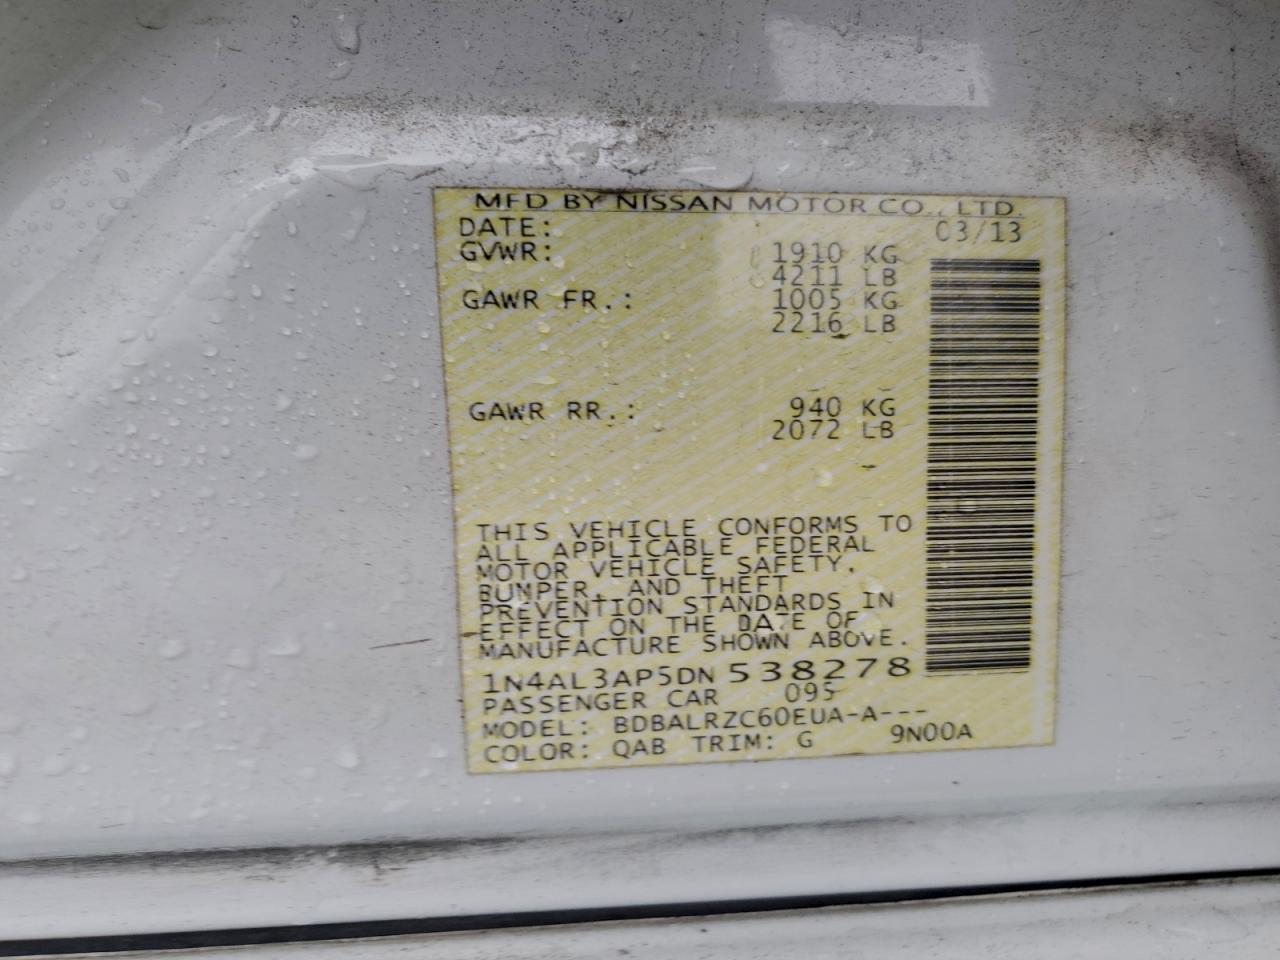 MFD BY NISSAN MOTOR CO., LTD.
DATE: 03/13
GVWR: 1910 KG
4211 LB
GAWR FR.: 1005 KG
2216 LB
GAWR RR.: 940 KG
2072 LB
THIS VEHICLE CONFORMS TO
ALL APPLICABLE FEDERAL
MOTOR VEHICLE SAFETY,
BUMPER, AND THEFT
PREVENTION STANDARDS IN
EFFECT ON THE DATE OF
MANUFACTURE SHOWN ABOVE.
1N4AL3AP5DN538278
PASSENGER CAR 095
MODEL: BDBALRZC60EUA-A---
COLOR: QAB TRIM: G 9N00A